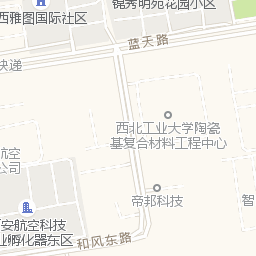 西雅图国际社区
锦秀明苑花园小区
蓝天路
快递
西北工业大学陶瓷
基复合材料工程中心
航空
公司
帝邦科技
智
安航空科技
业孵化器东区
和风东路